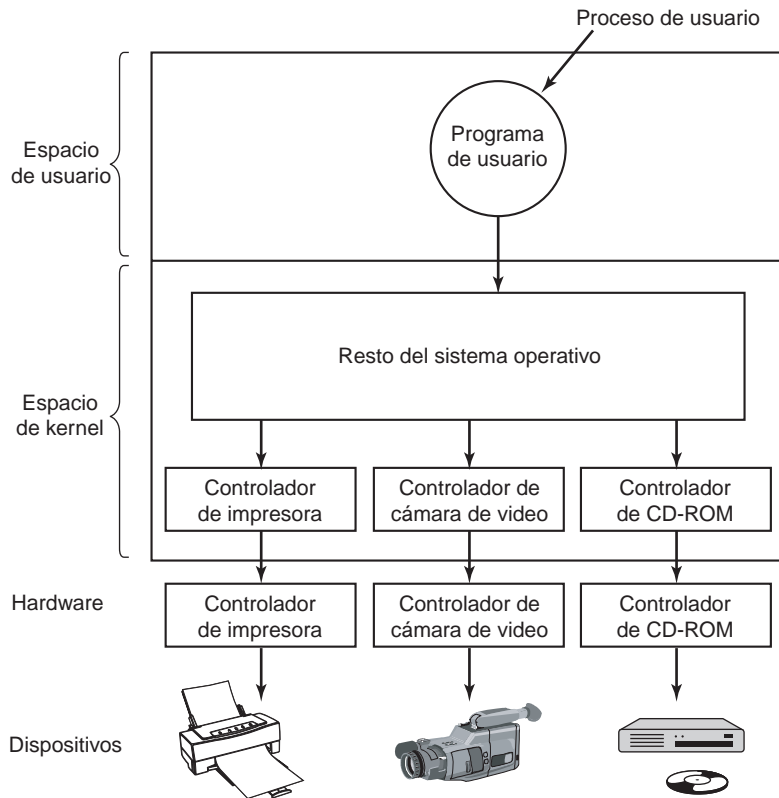 Proceso de usuario
Programa
de usuario
Espacio
de usuario
Resto del sistema operativo
Espacio
de kernel
Controlador
de impresora
Controlador de
cámara de video
Controlador
de CD-ROM
Hardware
Controlador
de impresora
Controlador de
cámara de video
Controlador
de CD-ROM
Dispositivos